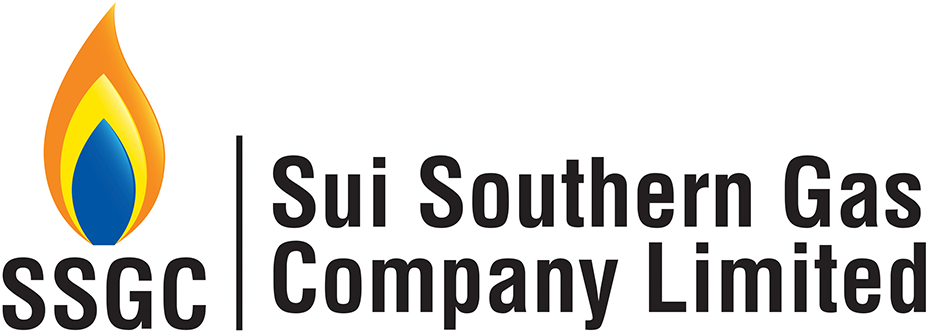 SSGC
Sui Southern Gas
Company Limited